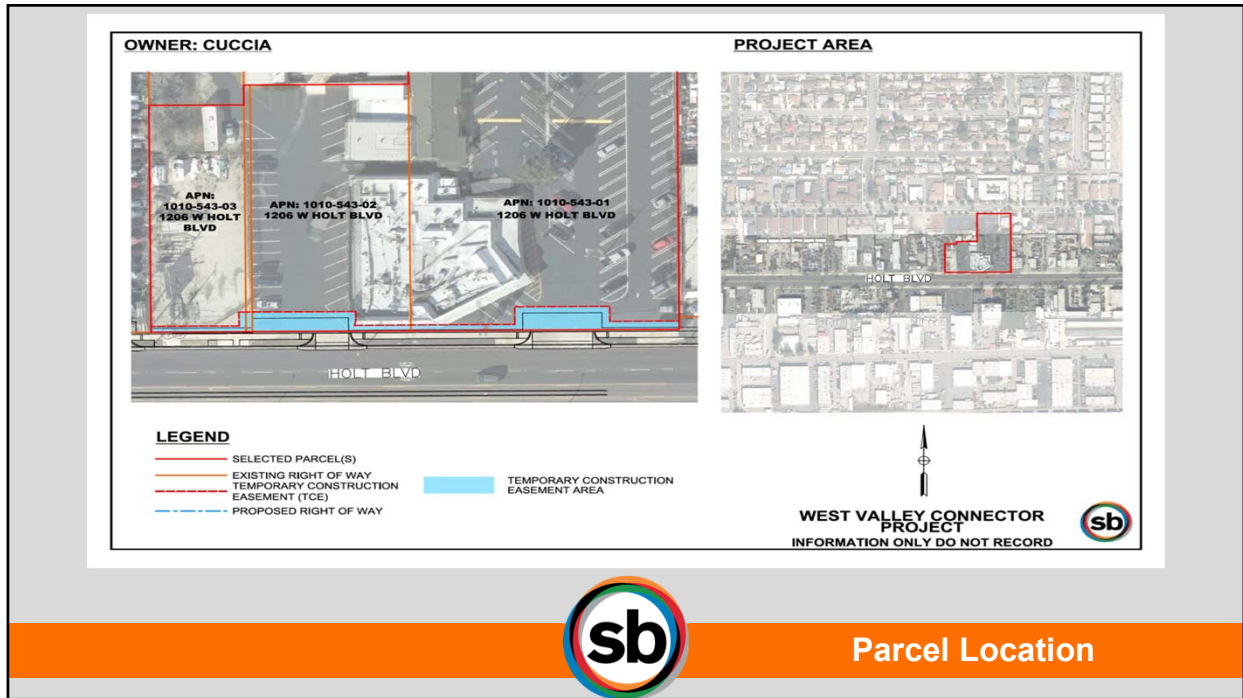 OWNER: CUCCIA
PROJECT AREA
APN:
1010-543-03
1206 W HOLT
BLVD
APN: 1010-543-02
1206 W HOLT BLVD
APN: 1010-543-01
1206 W HOLT BLVD
HOLT BLVD
HOLT BLVD
LEGEND
SELECTED PARCEL(S)
EXISTING RIGHT OF WAY
TEMPORARY CONSTRUCTION
EASEMENT (TCE)
PROPOSED RIGHT OF WAY
TEMPORARY CONSTRUCTION
EASEMENT AREA
WEST VALLEY CONNECTOR
PROJECT
INFORMATION ONLY DO NOT RECORD
sb
sb
Parcel Location